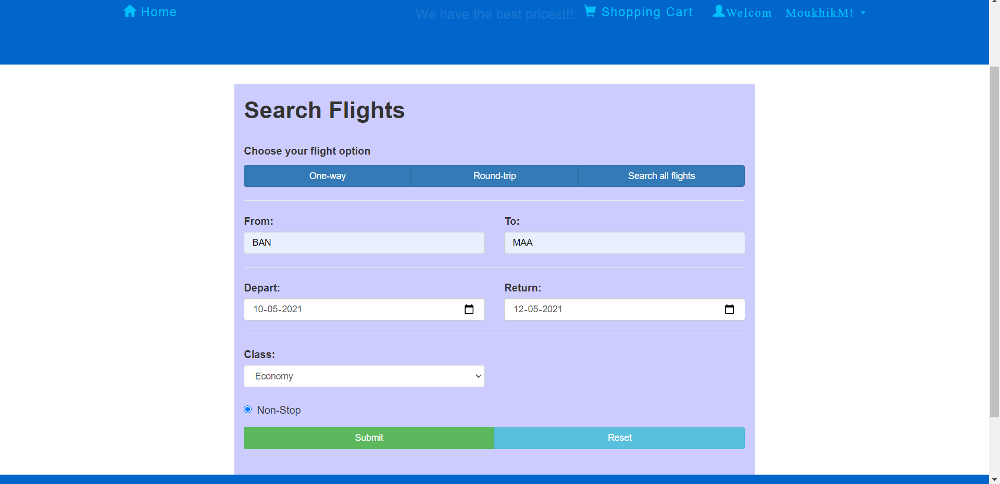 Home We have the best prices!!! Shopping Cart Welcom MoukhikM!
Search Flights
Choose your flight option
One-way Round-trip Search all flights
From: To:
BAN MAA
Depart: Return:
10-05-2021 12-05-2021
Class:
Economy
Non-Stop
Submit Reset